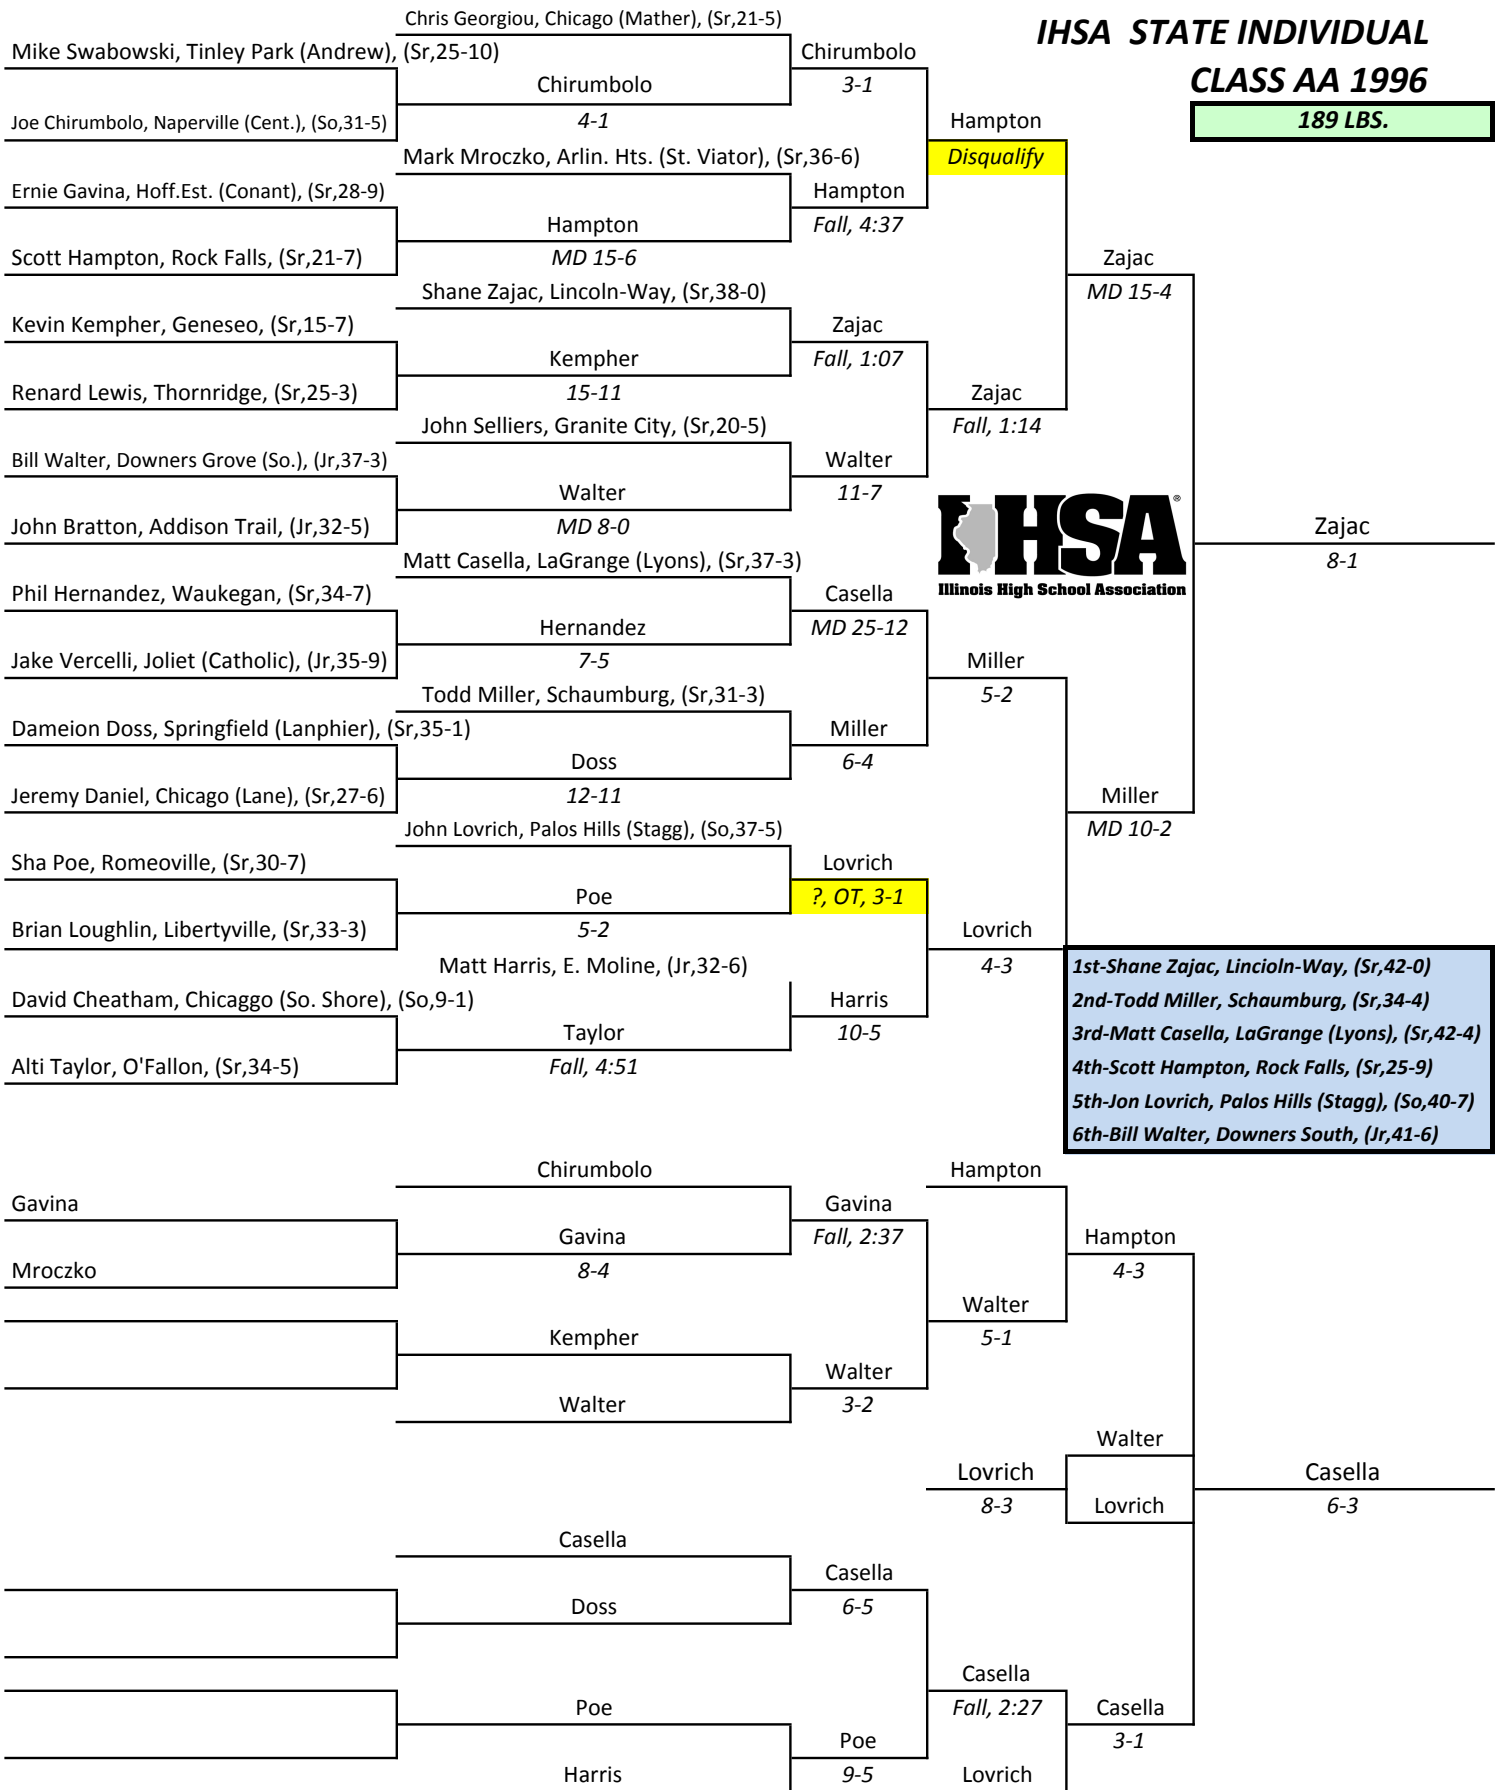 Chris Georgiou, Chicago (Mather), (Sr,21-5)
IHSA  STATE INDIVIDUAL
Mike Swabowski, Tinley Park (Andrew), (Sr,25-10)
Chirumbolo
CLASS AA 1996
Chirumbolo
3-1
189 LBS.
Joe Chirumbolo, Naperville (Cent.), (So,31-5)
4-1
Hampton
Mark Mroczko, Arlin. Hts. (St. Viator), (Sr,36-6)
Disqualify
Ernie Gavina, Hoff.Est. (Conant), (Sr,28-9)
Hampton
Hampton
Fall, 4:37
Scott Hampton, Rock Falls, (Sr,21-7)
MD 15-6
Zajac
Shane Zajac, Lincoln-Way, (Sr,38-0)
MD 15-4
Kevin Kempher, Geneseo, (Sr,15-7)
Zajac
Kempher
Fall, 1:07
Renard Lewis, Thornridge, (Sr,25-3)
15-11
Zajac
John Selliers, Granite City, (Sr,20-5)
Fall, 1:14
Bill Walter, Downers Grove (So.), (Jr,37-3)
Walter
Walter
11-7
IHSA®
John Bratton, Addison Trail, (Jr,32-5)
MD 8-0
Zajac
Matt Casella, LaGrange (Lyons), (Sr,37-3)
8-1
Illinois High School Association
Phil Hernandez, Waukegan, (Sr,34-7)
Casella
Hernandez
MD 25-12
Jake Vercelli, Joliet (Catholic), (Jr,35-9)
7-5
Miller
Todd Miller, Schaumburg, (Sr,31-3)
5-2
Dameion Doss, Springfield (Lanphier), (Sr,35-1)
Miller
Doss
6-4
Jeremy Daniel, Chicago (Lane), (Sr,27-6)
12-11
Miller
John Lovrich, Palos Hills (Stagg), (So,37-5)
MD 10-2
Sha Poe, Romeoville, (Sr,30-7)
Lovrich
Poe
?, OT, 3-1
Brian Loughlin, Libertyville, (Sr,33-3)
5-2
Lovrich
Matt Harris, E. Moline, (Jr,32-6)
4-3
1st-Shane Zajac, Lincioln-Way, (Sr,42-0)
David Cheatham, Chicaggo (So. Shore), (So,9-1)
Harris
2nd-Todd Miller, Schaumburg, (Sr,34-4)
Taylor
10-5
3rd-Matt Casella, LaGrange (Lyons), (Sr,42-4)
Alti Taylor, O'Fallon, (Sr,34-5)
Fall, 4:51
4th-Scott Hampton, Rock Falls, (Sr,25-9)
5th-Jon Lovrich, Palos Hills (Stagg), (So,40-7)
6th-Bill Walter, Downers South, (Jr,41-6)
Chirumbolo
Hampton
Gavina
Gavina
Gavina
Fall, 2:37
Hampton
Mroczko
8-4
4-3
Walter
Kempher
5-1
Walter
Walter
3-2
Walter
Lovrich
Casella
8-3
Lovrich
6-3
Casella
Casella
Doss
6-5
Casella
Poe
Fall, 2:27
Casella
Poe
3-1
Harris
9-5
Lovrich